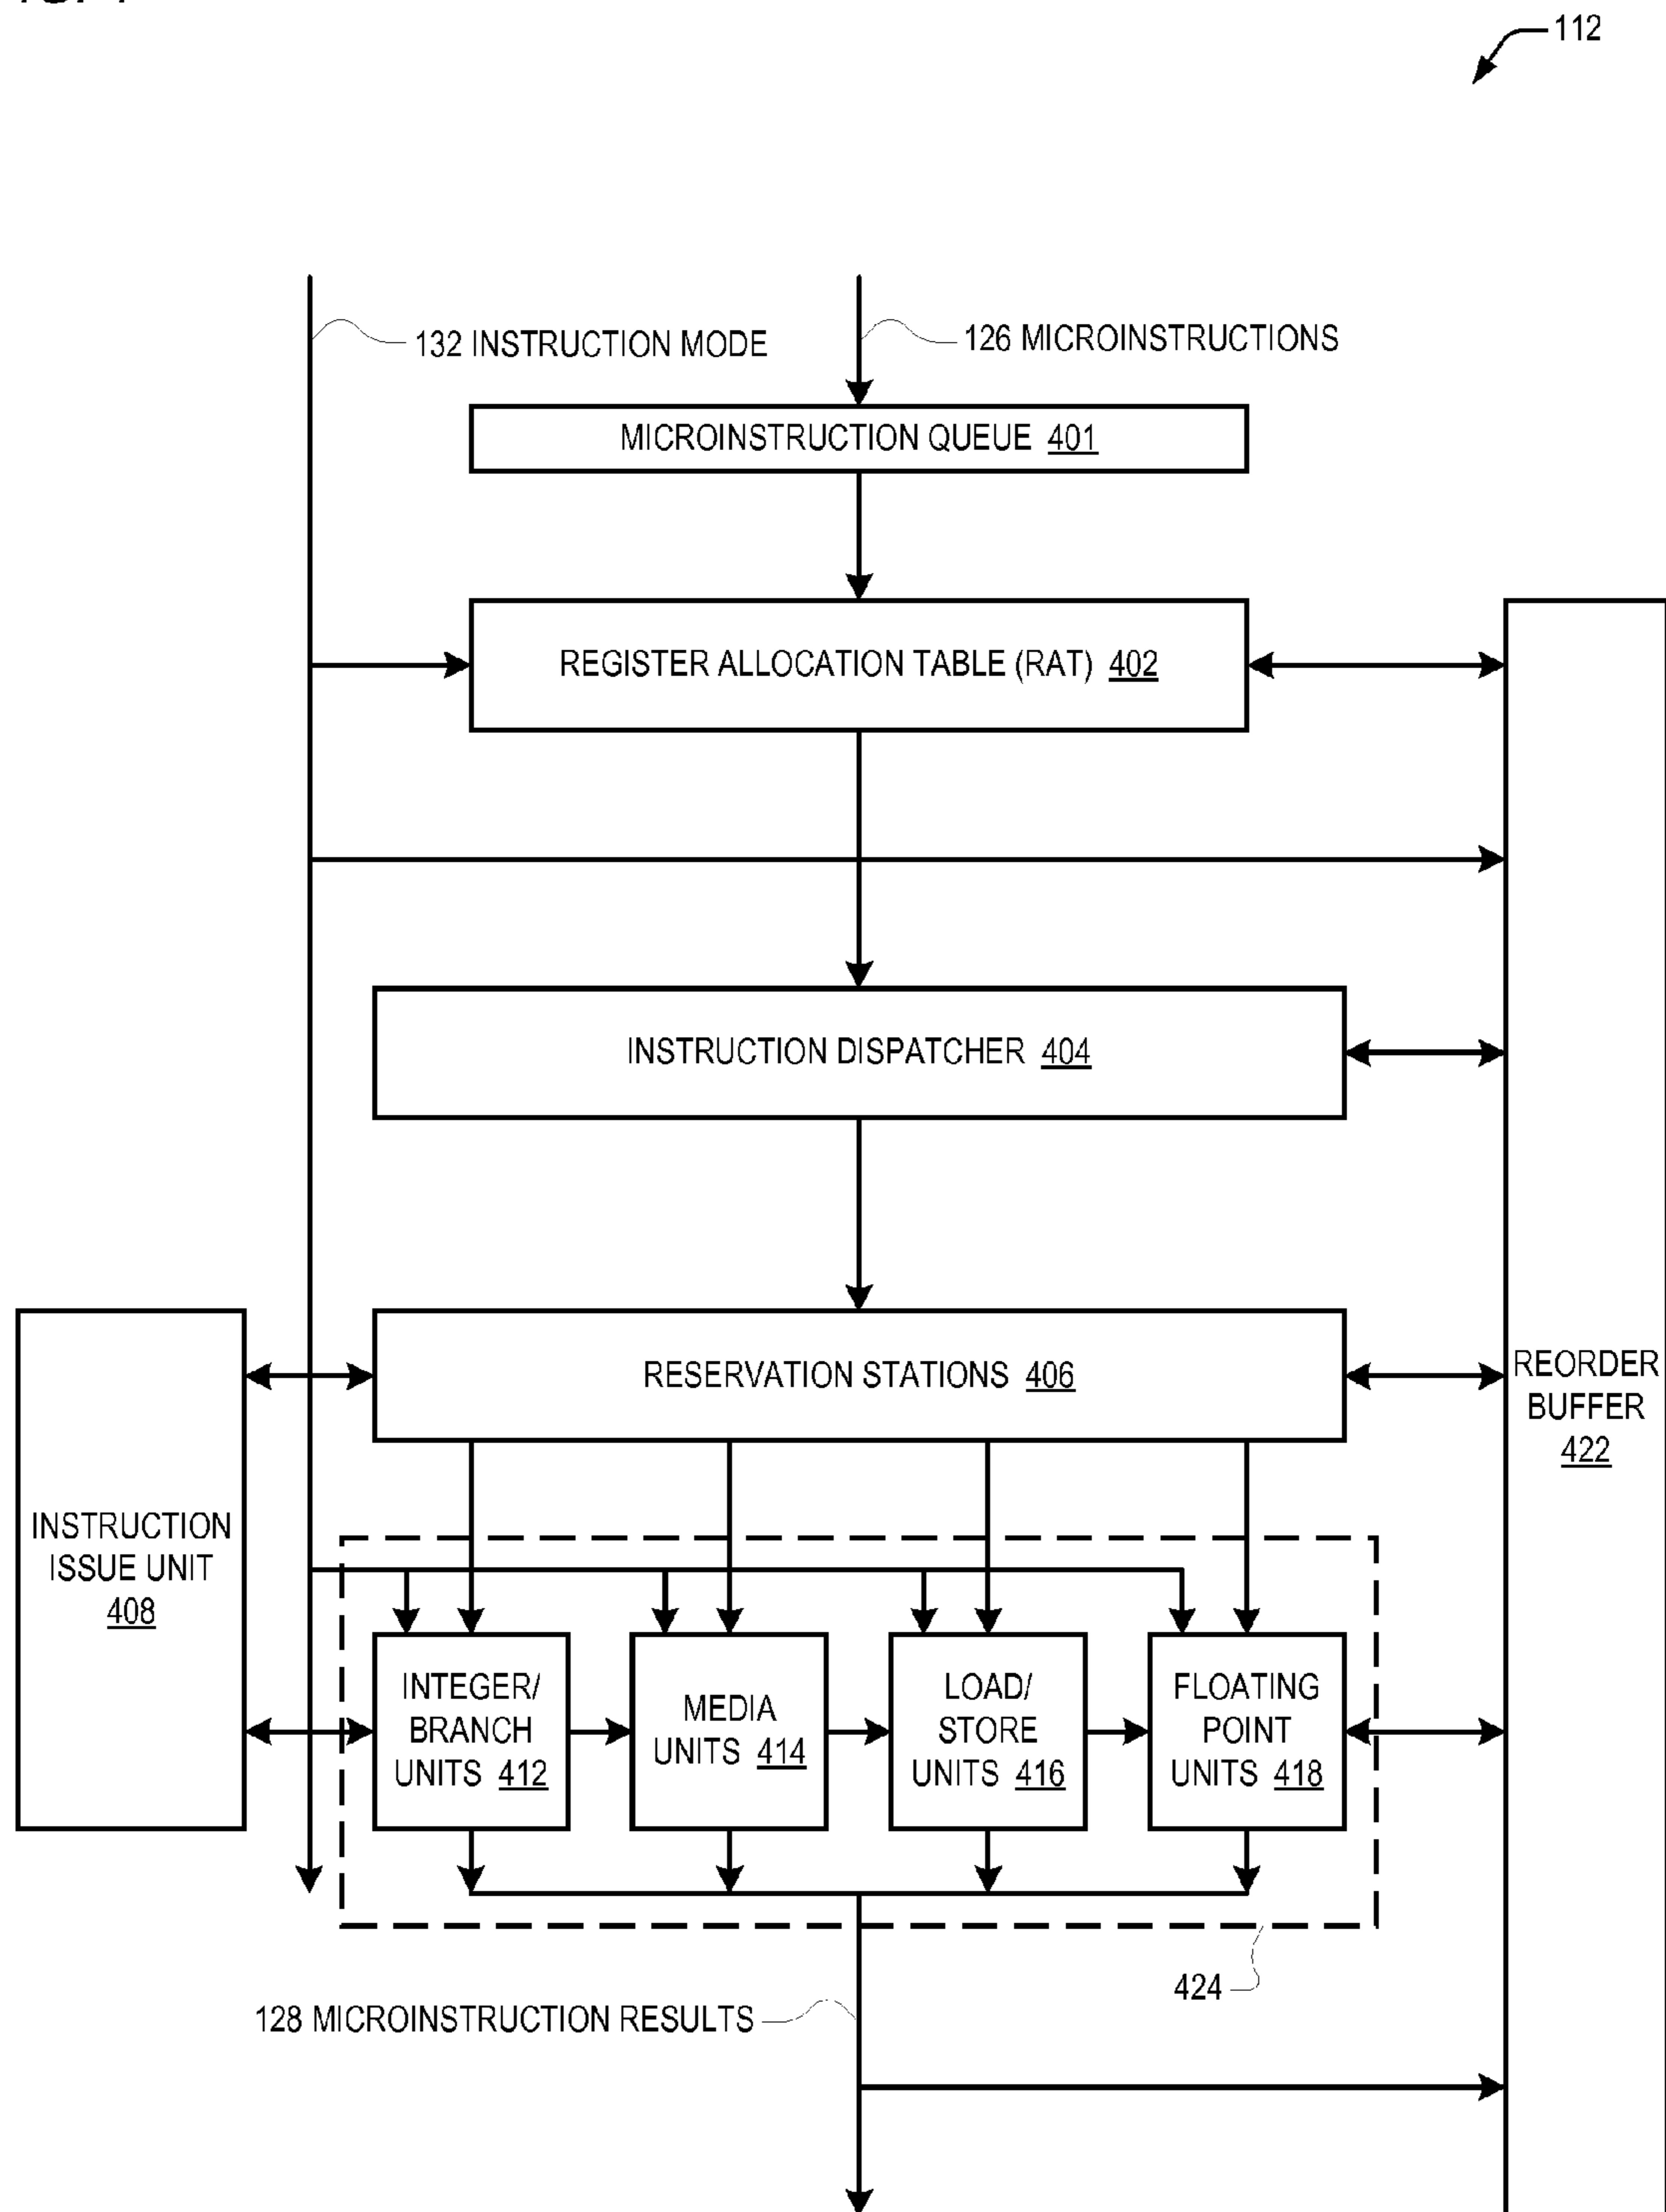 112
132 INSTRUCTION MODE
126 MICROINSTRUCTIONS
MICROINSTRUCTION QUEUE 401
REGISTER ALLOCATION TABLE (RAT) 402
INSTRUCTION DISPATCHER 404
RESERVATION STATIONS 406
REORDER
BUFFER
422
INSTRUCTION
ISSUE UNIT
408
INTEGER/
BRANCH
UNITS 412
MEDIA
UNITS 414
LOAD/
STORE
UNITS 416
FLOATING
POINT
UNITS 418
424
128 MICROINSTRUCTION RESULTS